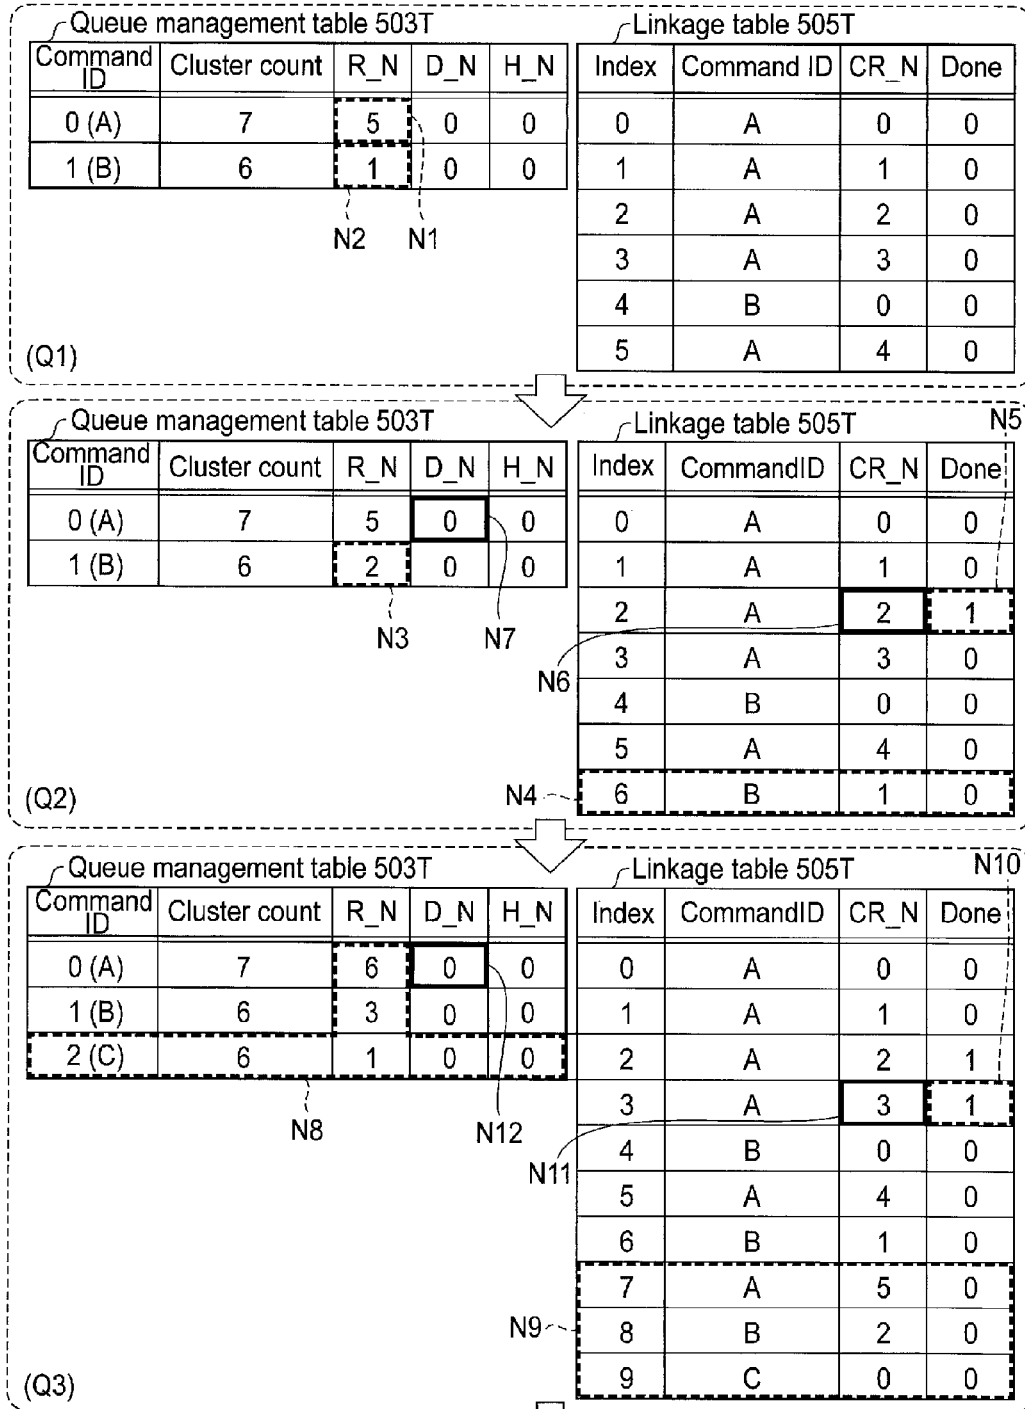 Queue management table 503T
Command ID Cluster count R_N D_N H_N
0 (A) 7 5 0 0
1 (B) 6 1 0 0
N2 N1
Linkage table 505T
Index Command ID CR_N Done
0 A 0 0
1 A 1 0
2 A 2 0
3 A 3 0
4 B 0 0
5 A 4 0
(Q1)
Queue management table 503T
Command ID Cluster count R_N D_N H_N
0 (A) 7 5 0 0
1 (B) 6 2 0 0
N3 N7
Linkage table 505T N5
Index CommandID CR_N Done
0 A 0 0
1 A 1 0
2 A 2 1
N6
3 A 3 0
4 B 0 0
5 A 4 0
N4 6 B 1 0
(Q2)
Queue management table 503T
Command ID Cluster count R_N D_N H_N
0 (A) 7 6 0 0
1 (B) 6 3 0 0
2 (C) 6 1 0 0
N8 N12
Linkage table 505T N10
Index CommandID CR_N Done
0 A 0 0
1 A 1 0
2 A 2 1
3 A 3 1
N11
4 B 0 0
5 A 4 0
6 B 1 0
7 A 5 0
N9 8 B 2 0
9 C 0 0
(Q3)